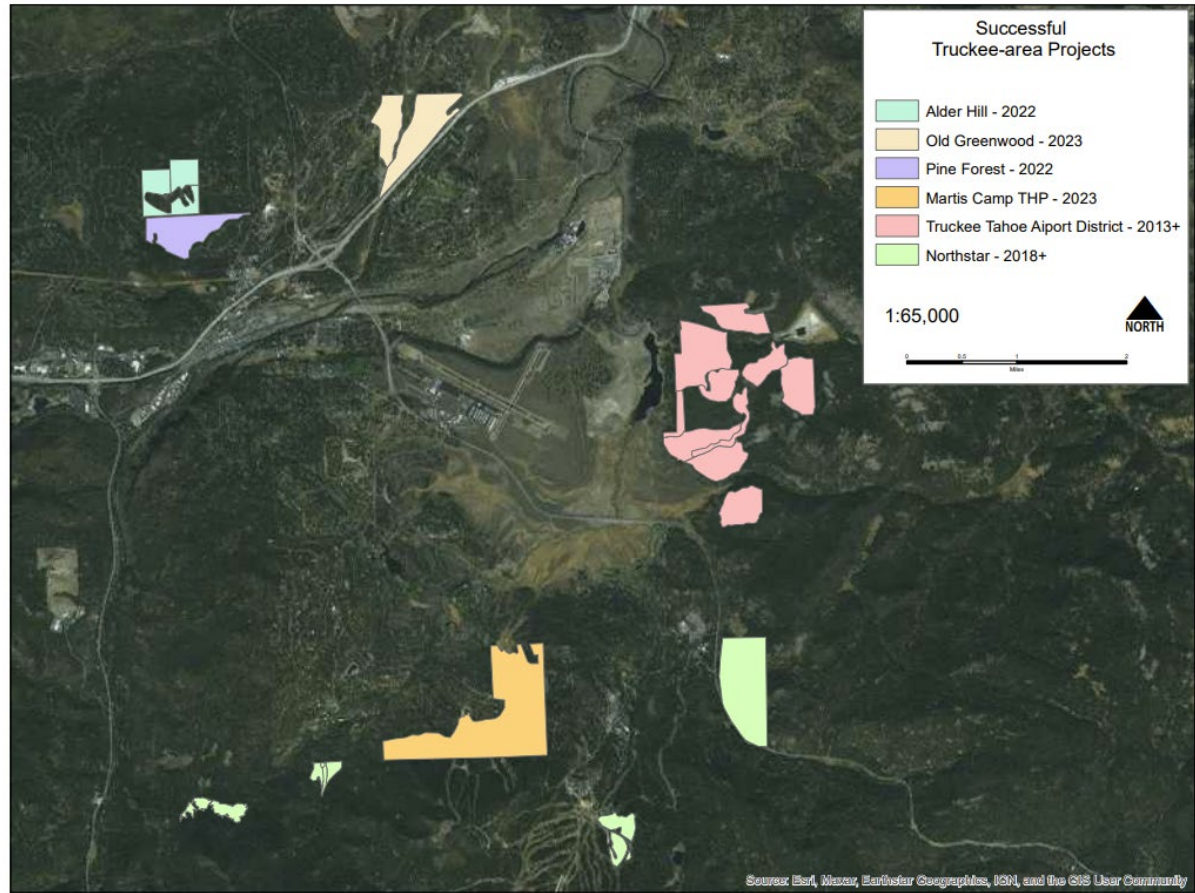 Successful
Truckee-area Projects
Alder Hill - 2022
Old Greenwood - 2023
Pine Forest - 2022
Martis Camp THP - 2023
Truckee Tahoe Aiport District - 2013+
Northstar - 2018+
1:65,000
NORTH
0 0.5 1 2
Miles
Source: Esri, Maxar, Earthstar Geographics, IGN, and the GIS User Community